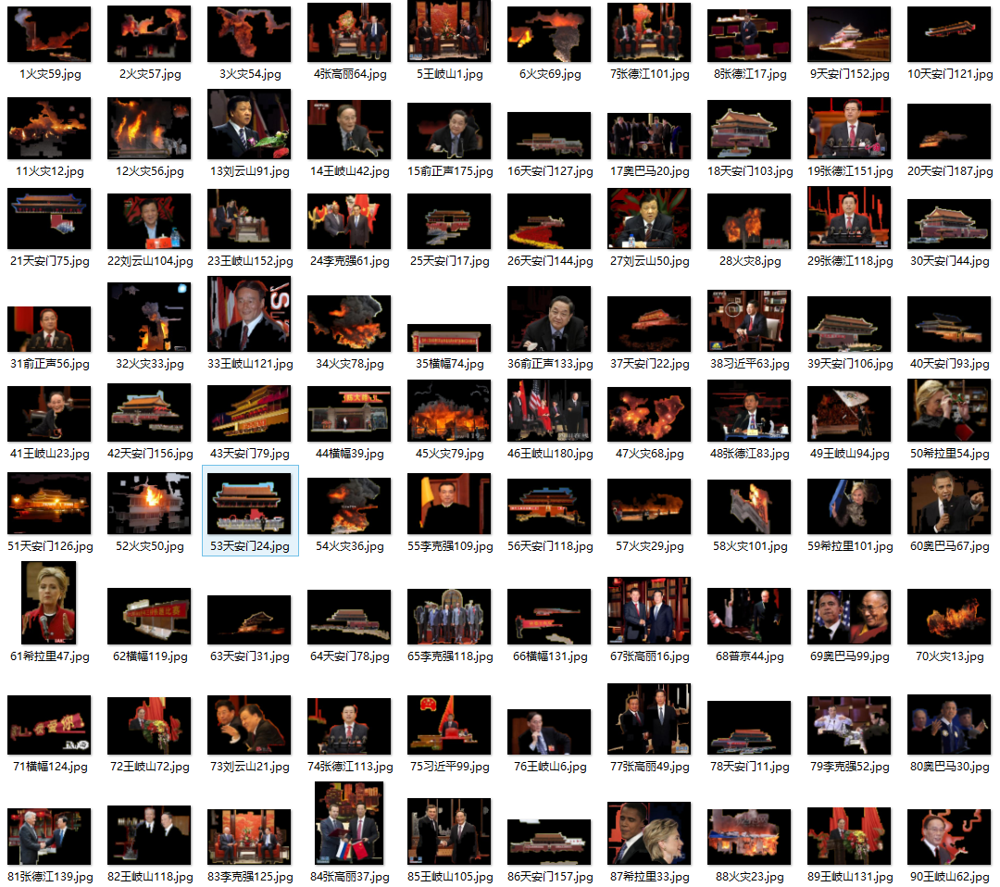 1火灾59.jpg 2火灾57.jpg 3火灾54.jpg 4张高丽64.jpg 5王岐山1.jpg 6火灾69.jpg 7张德江101.jpg 8张德江17.jpg 9天安门152.jpg 10天安门121.jpg
11火灾12.jpg 12火灾56.jpg 13刘云山91.jpg 14王岐山42.jpg 15俞正声175.jpg 16天安门127.jpg 17奥巴马20.jpg 18天安门103.jpg 19张德江151.jpg 20天安门187.jpg
21天安门75.jpg 22刘云山104.jpg 23王岐山152.jpg 24李克强61.jpg 25天安门17.jpg 26天安门144.jpg 27刘云山50.jpg 28火灾8.jpg 29张德江118.jpg 30天安门44.jpg
31俞正声56.jpg 32火灾33.jpg 33王岐山121.jpg 34火灾78.jpg 35横幅74.jpg 36俞正声133.jpg 37天安门22.jpg 38习近平63.jpg 39天安门106.jpg 40天安门93.jpg
41王岐山23.jpg 42天安门156.jpg 43天安门79.jpg 44横幅39.jpg 45火灾79.jpg 46王岐山180.jpg 47火灾68.jpg 48张德江83.jpg 49王岐山94.jpg 50希拉里54.jpg
51天安门126.jpg 52火灾50.jpg 53天安门24.jpg 54火灾36.jpg 55李克强109.jpg 56天安门118.jpg 57火灾29.jpg 58火灾101.jpg 59希拉里101.jpg 60奥巴马67.jpg
61希拉里47.jpg 62横幅119.jpg 63天安门31.jpg 64天安门78.jpg 65李克强118.jpg 66横幅131.jpg 67张高丽16.jpg 68普京44.jpg 69奥巴马99.jpg 70火灾13.jpg
71横幅124.jpg 72王岐山72.jpg 73刘云山21.jpg 74张德江113.jpg 75习近平99.jpg 76王岐山6.jpg 77张高丽49.jpg 78天安门11.jpg 79李克强52.jpg 80奥巴马30.jpg
81张德江139.jpg 82王岐山118.jpg 83李克强125.jpg 84张高丽37.jpg 85王岐山105.jpg 86天安门157.jpg 87希拉里33.jpg 88火灾23.jpg 89王岐山131.jpg 90王岐山62.jpg